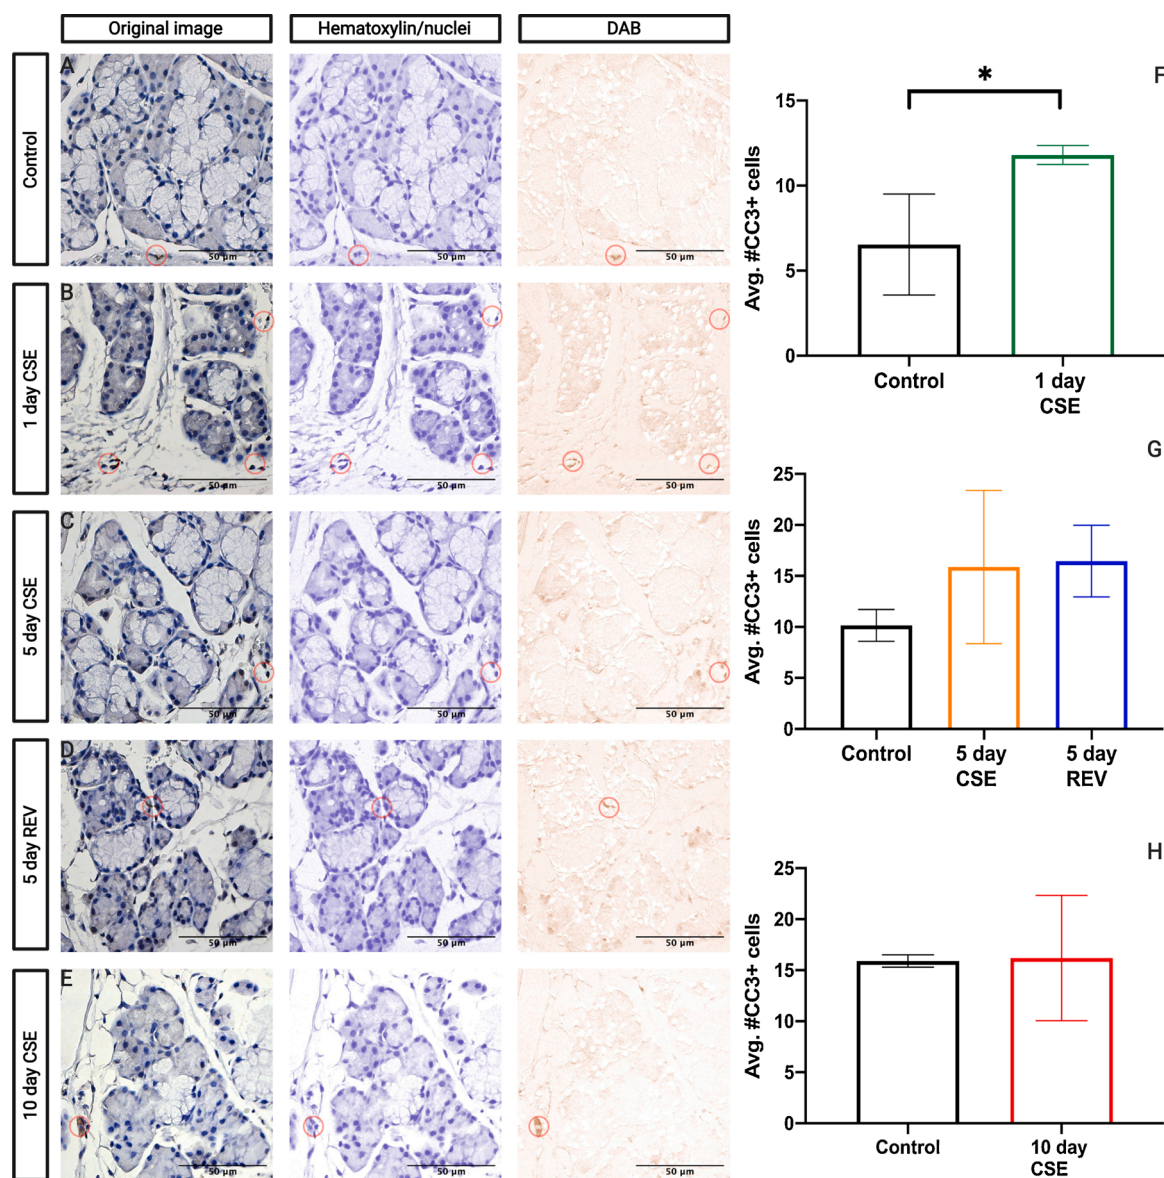 Original image
Hematoxylin/nuclei
DAB
Control
A
50 µm
50 µm
50 µm
1 day CSE
B
50 µm
50 µm
50 µm
5 day CSE
C
50 µm
50 µm
50 µm
5 day REV
D
50 µm
50 µm
50 µm
10 day CSE
E
50 µm
50 µm
50 µm
F
*
Avg. #CC3+ cells
15
10
5
0
Control
1 day
CSE
G
Avg. #CC3+ cells
25
20
15
10
5
0
Control
5 day
CSE
5 day
REV
H
Avg. #CC3+ cells
25
20
15
10
5
0
Control
10 day
CSE